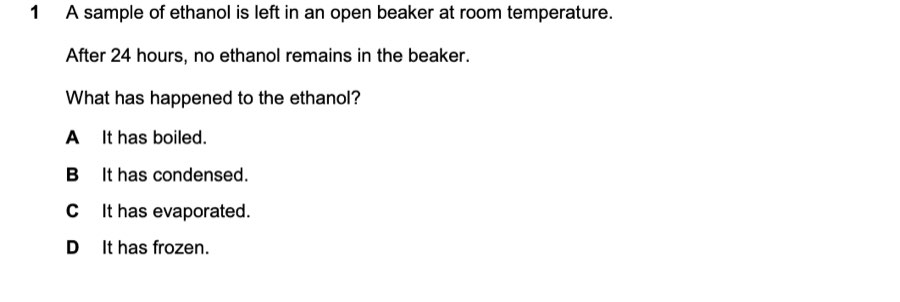 1 A sample of ethanol is left in an open beaker at room temperature.
After 24 hours, no ethanol remains in the beaker.
What has happened to the ethanol?
A It has boiled.
B It has condensed.
C It has evaporated.
D It has frozen.